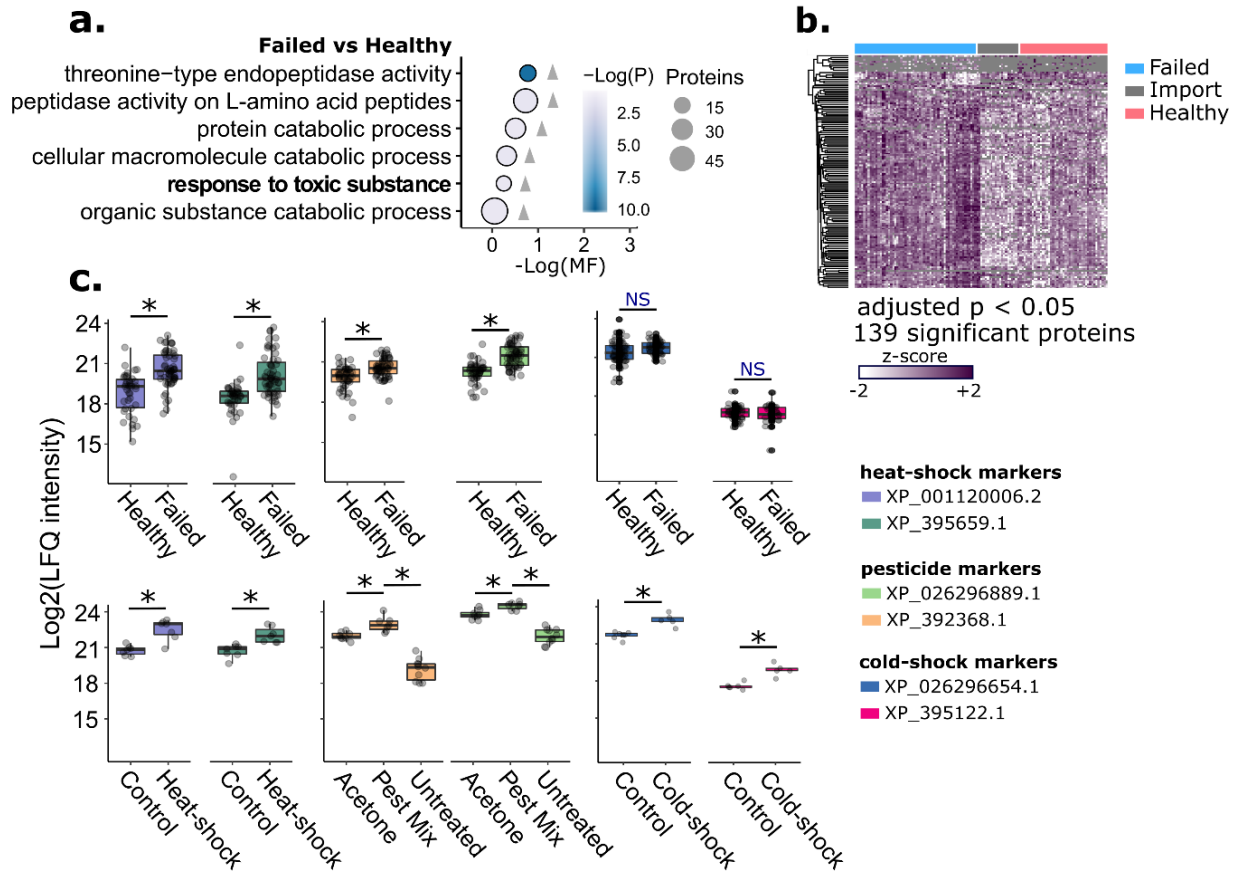 a.
Failed vs Healthy
threonine−type endopeptidase activity
peptidase activity on L-amino acid peptides
protein catabolic process
cellular macromolecule catabolic process
response to toxic substance
organic substance catabolic process
0 1 2 3
-Log(MF)
−Log(P)
2.5
5.0
7.5
10.0
Proteins
15
30
45
b.
Failed
Import
Healthy
adjusted p < 0.05
139 significant proteins
z-score
-2 +2
c.
Log2(LFQ intensity)
24
21
18
15
* * * * NS NS
Healthy Failed Healthy Failed Healthy Failed Healthy Failed Healthy Failed Healthy Failed
24
21
18
15
* * * * * * * *
Control Heat-shock Control Heat-shock Acetone Pest Mix Untreated Acetone Pest Mix Untreated Control Cold-shock Control Cold-shock
heat-shock markers
XP_001120006.2
XP_395659.1
pesticide markers
XP_026296889.1
XP_392368.1
cold-shock markers
XP_026296654.1
XP_395122.1